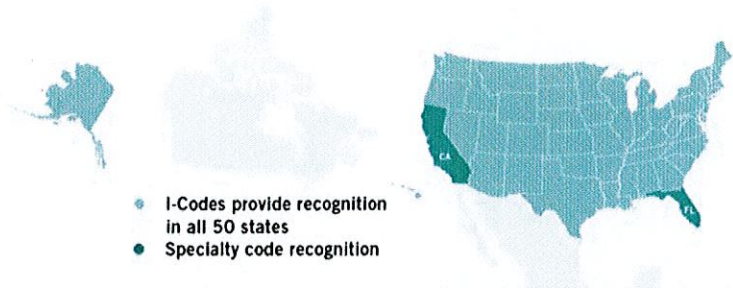 CA
FL
I-Codes provide recognition
in all 50 states
Specialty code recognition